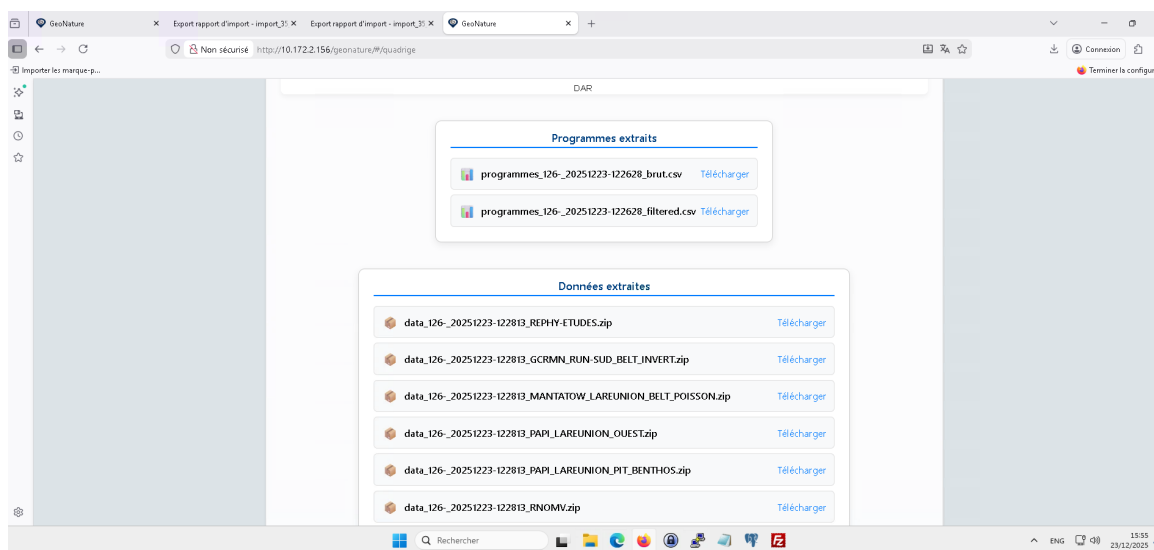 GeoNature
Export rapport d'import - import_35
Export rapport d'import - import_35
GeoNature
Non sécurisé
http://10.172.2.156/geonature/#/quadrige
Connexion
Importer les marque-p...
Terminer la configur
DAR
Programmes extraits
programmes_126-_20251223-122628_brut.csv Télécharger
programmes_126-_20251223-122628_filtered.csv Télécharger
Données extraites
data_126-_20251223-122813_REPHY-ETUDES.zip Télécharger
data_126-_20251223-122813_GCRMN_RUN-SUD_BELT_INVERT.zip Télécharger
data_126-_20251223-122813_MANTATOW_LAREUNION_BELT_POISSON.zip Télécharger
data_126-_20251223-122813_PAPI_LAREUNION_OUEST.zip Télécharger
data_126-_20251223-122813_PAPI_LAREUNION_PIT_BENTHOS.zip Télécharger
data_126-_20251223-122813_RNOMV.zip Télécharger
Rechercher
ENG
15:55
23/12/2025